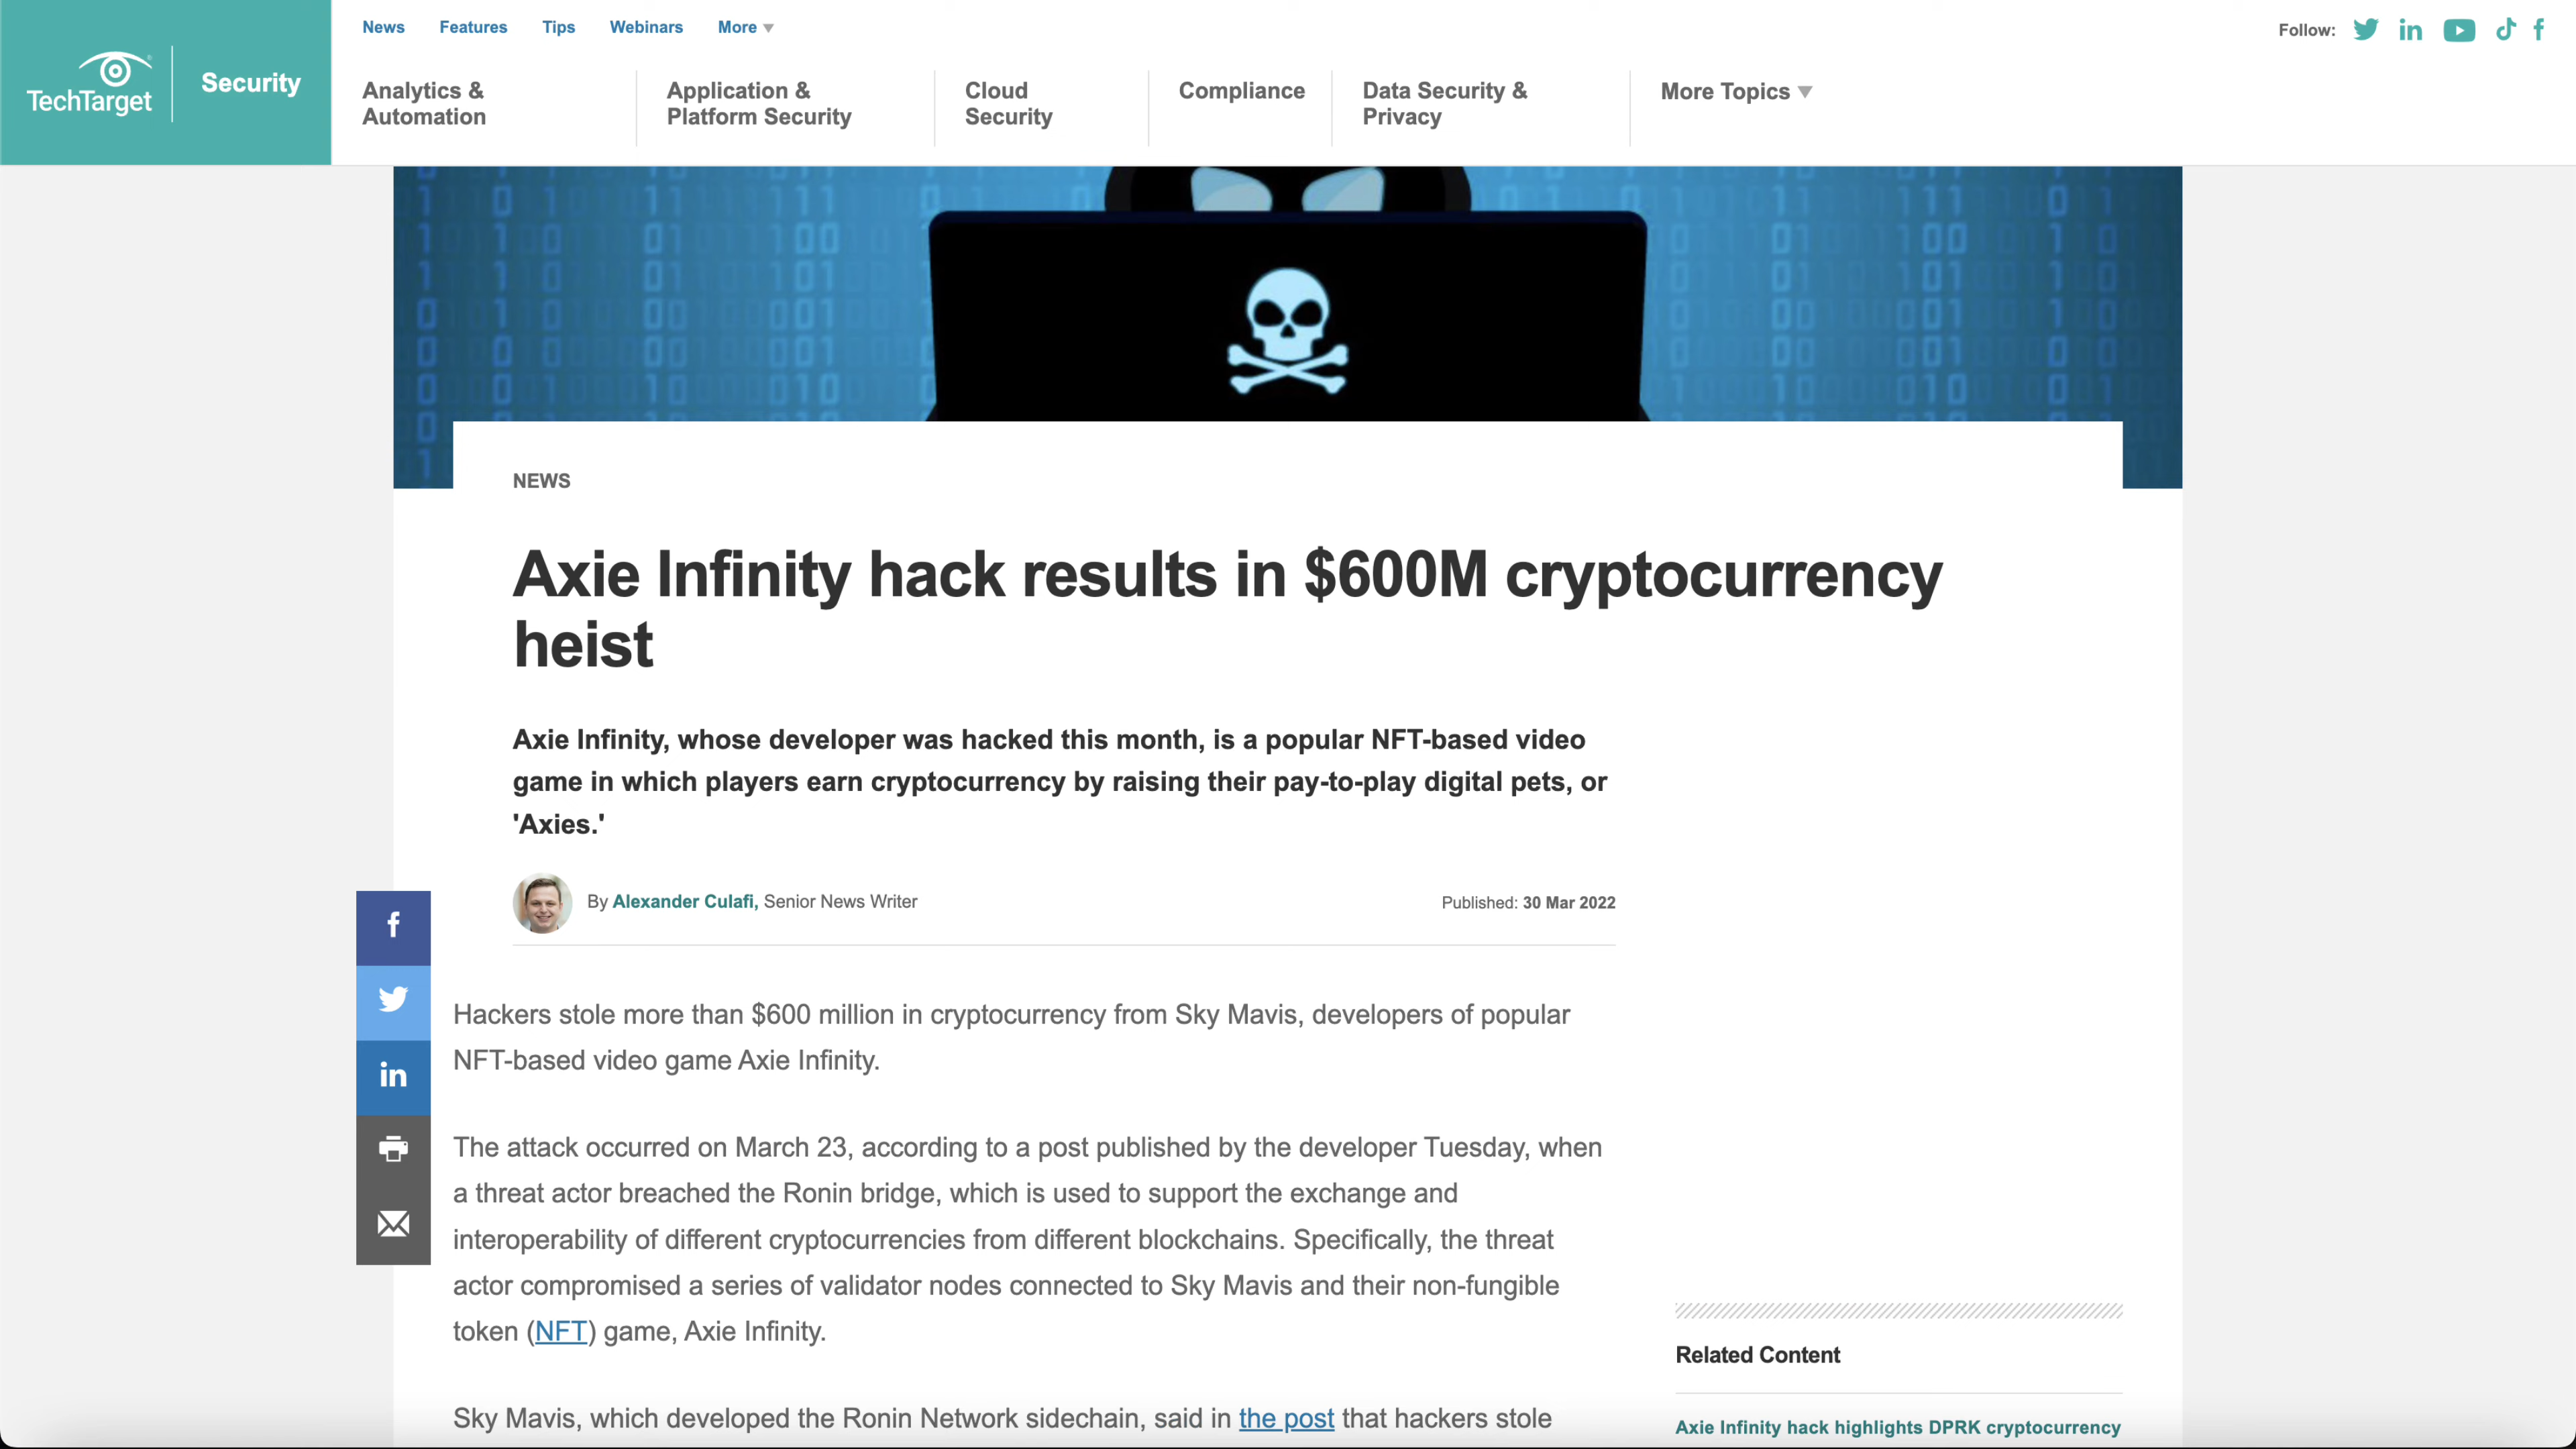 TechTarget
Security
News Features Tips Webinars More
Follow:
Analytics &
Automation
Application &
Platform Security
Cloud
Security
Compliance
Data Security &
Privacy
More Topics
NEWS
Axie Infinity hack results in $600M cryptocurrency
heist
Axie Infinity, whose developer was hacked this month, is a popular NFT-based video
game in which players earn cryptocurrency by raising their pay-to-play digital pets, or
'Axies.'
By Alexander Culafi, Senior News Writer
Published: 30 Mar 2022
Hackers stole more than $600 million in cryptocurrency from Sky Mavis, developers of popular
NFT-based video game Axie Infinity.
The attack occurred on March 23, according to a post published by the developer Tuesday, when
a threat actor breached the Ronin bridge, which is used to support the exchange and
interoperability of different cryptocurrencies from different blockchains. Specifically, the threat
actor compromised a series of validator nodes connected to Sky Mavis and their non-fungible
token (NFT) game, Axie Infinity.
Sky Mavis, which developed the Ronin Network sidechain, said in the post that hackers stole
Related Content
Axie Infinity hack highlights DPRK cryptocurrency